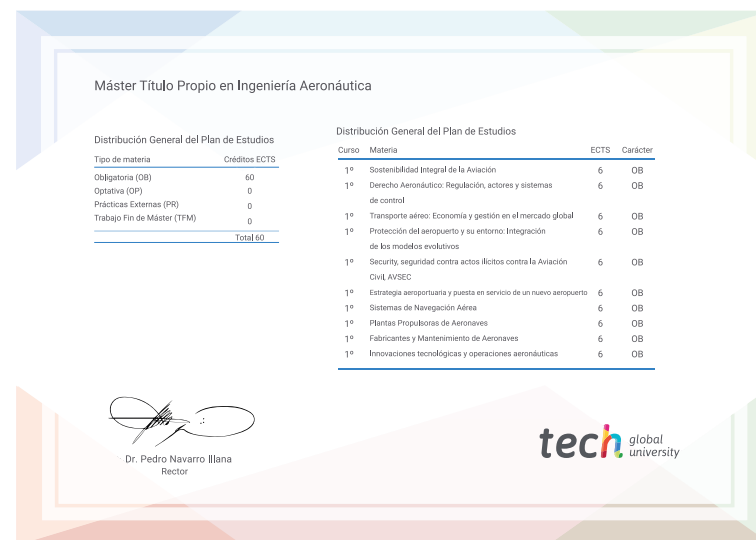 Máster Título Propio en Ingeniería Aeronáutica
Distribución General del Plan de Estudios
Tipo de materia Créditos ECTS
Obligatoria (OB) 60
Optativa (OP) 0
Prácticas Externas (PR) 0
Trabajo Fin de Máster (TFM) 0
Total 60
Distribución General del Plan de Estudios
Curso Materia ECTS Carácter
1º Sostenibilidad Integral de la Aviación 6 OB
1º Derecho Aeronáutico: Regulación, actores y sistemas 6 OB
de control
1º Transporte aéreo: Economía y gestión en el mercado global 6 OB
1º Protección del aeropuerto y su entorno: Integración 6 OB
de los modelos evolutivos
1º Security, seguridad contra actos ilícitos contra la Aviación 6 OB
Civil, AVSEC
1º Estrategia aeroportuaria y puesta en servicio de un nuevo aeropuerto 6 OB
1º Sistemas de Navegación Aérea 6 OB
1º Plantas Propulsoras de Aeronaves 6 OB
1º Fabricantes y Mantenimiento de Aeronaves 6 OB
1º Innovaciones tecnológicas y operaciones aeronáuticas 6 OB
Dr. Pedro Navarro Illana
Rector
tech global
university